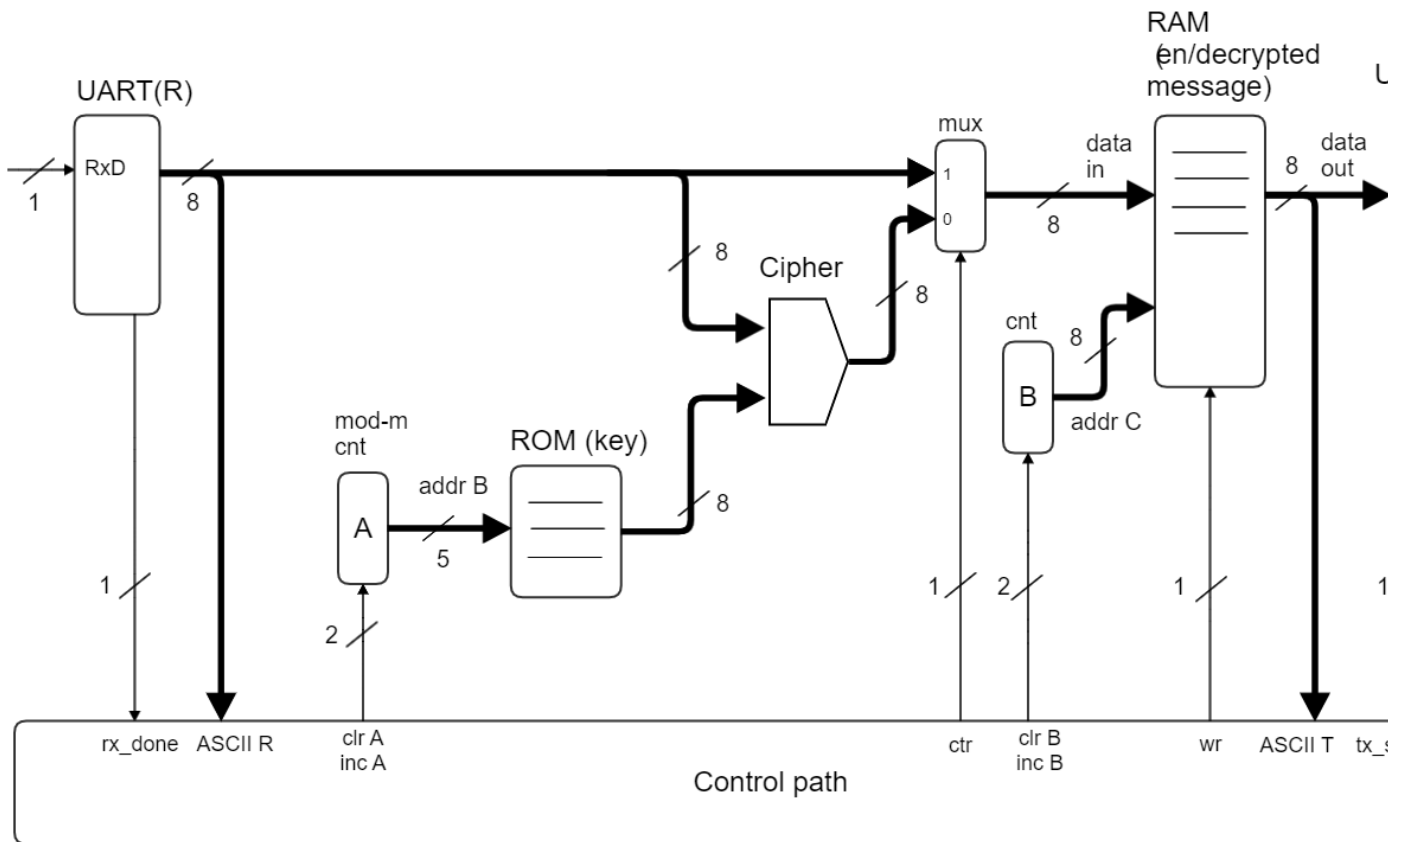 RAM
(en/decrypted
message)
UART(R)
mux
RxD
data
in
8
data
out
1
1
8
8
0
8
8
Cipher
8
cnt
8
B
addr C
mod-m
cnt
ROM (key)
addr B
8
A
5
1
1
2
1
1
2
rx_done
ASCII R
clr A
inc A
ctr
clr B
inc B
wr
ASCII T
Control path